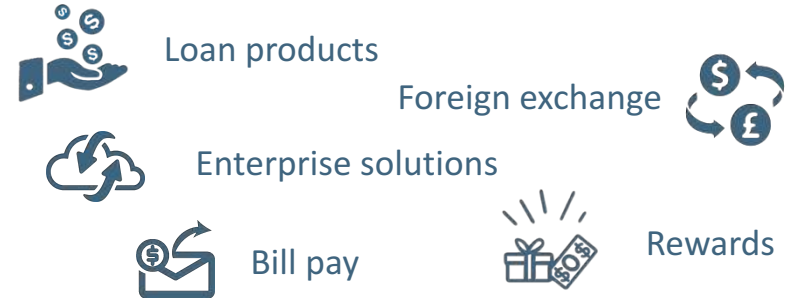 Loan products
Foreign exchange
Enterprise solutions
Rewards
Bill pay